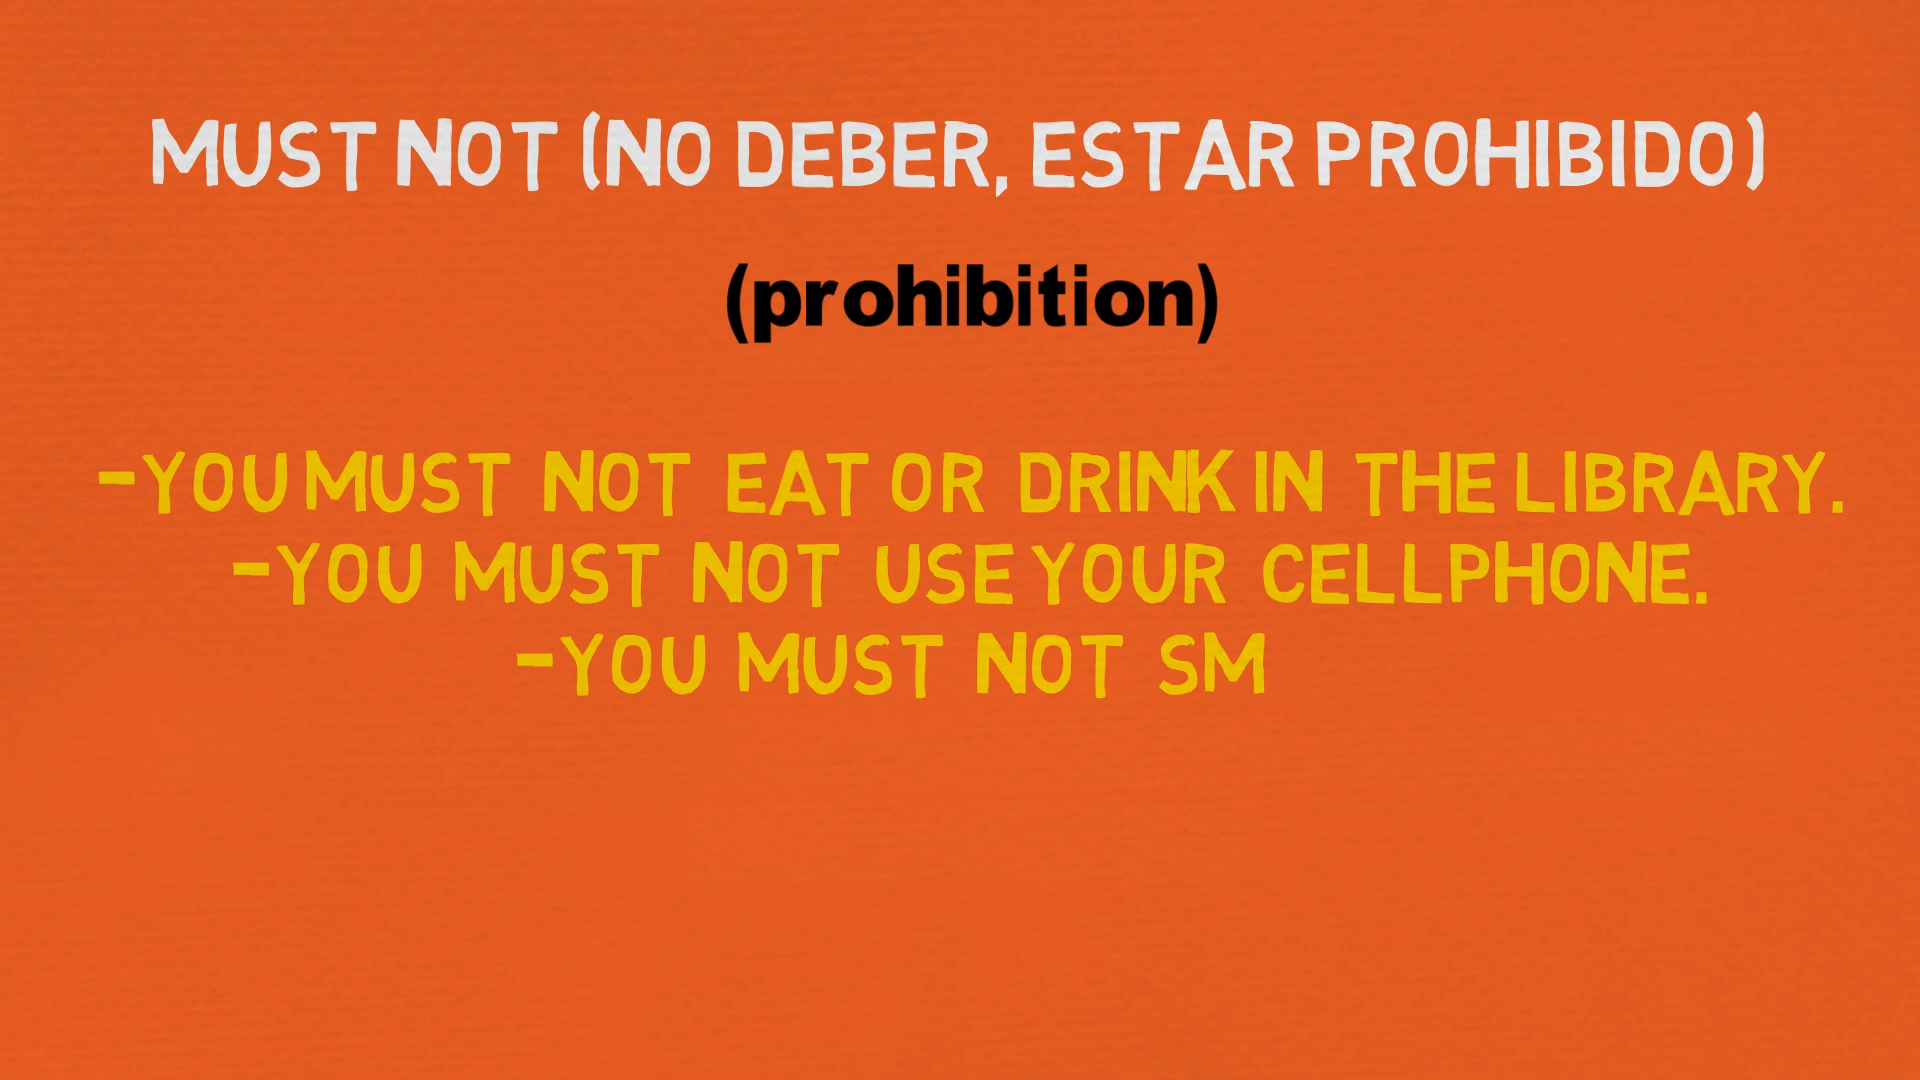 MUST NOT (NO DEBER, ESTAR PROHIBIDO)
(prohibition)
-YOU MUST NOT EAT OR DRINK IN THE LIBRARY.
-YOU MUST NOT USE YOUR CELLPHONE.
-YOU MUST NOT SM